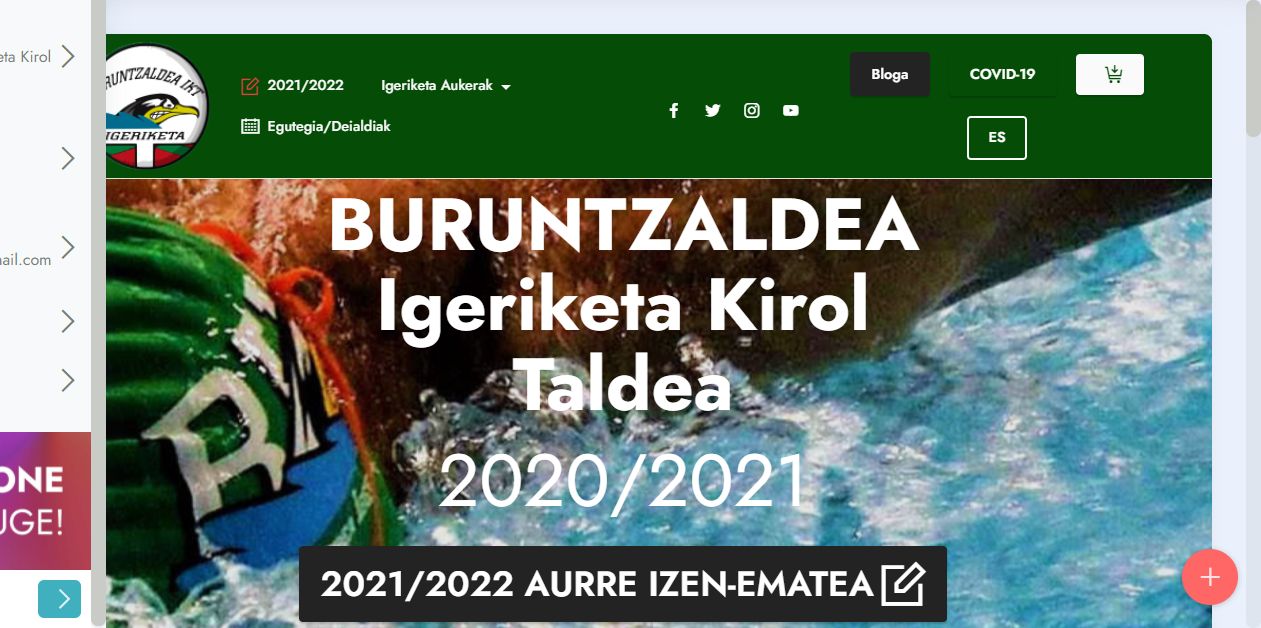 eta Kirol
ail.com
ONE
UGE!
BURUNTZALDEA IKT
IGERIKETA
2021/2022
Igeriketa Aukerak
Egutegia/Deialdiak
Bloga
COVID-19
ES
BURUNTZALDEA
Igeriketa Kirol
Taldea
2020/2021
2021/2022 AURRE IZEN-EMATEA